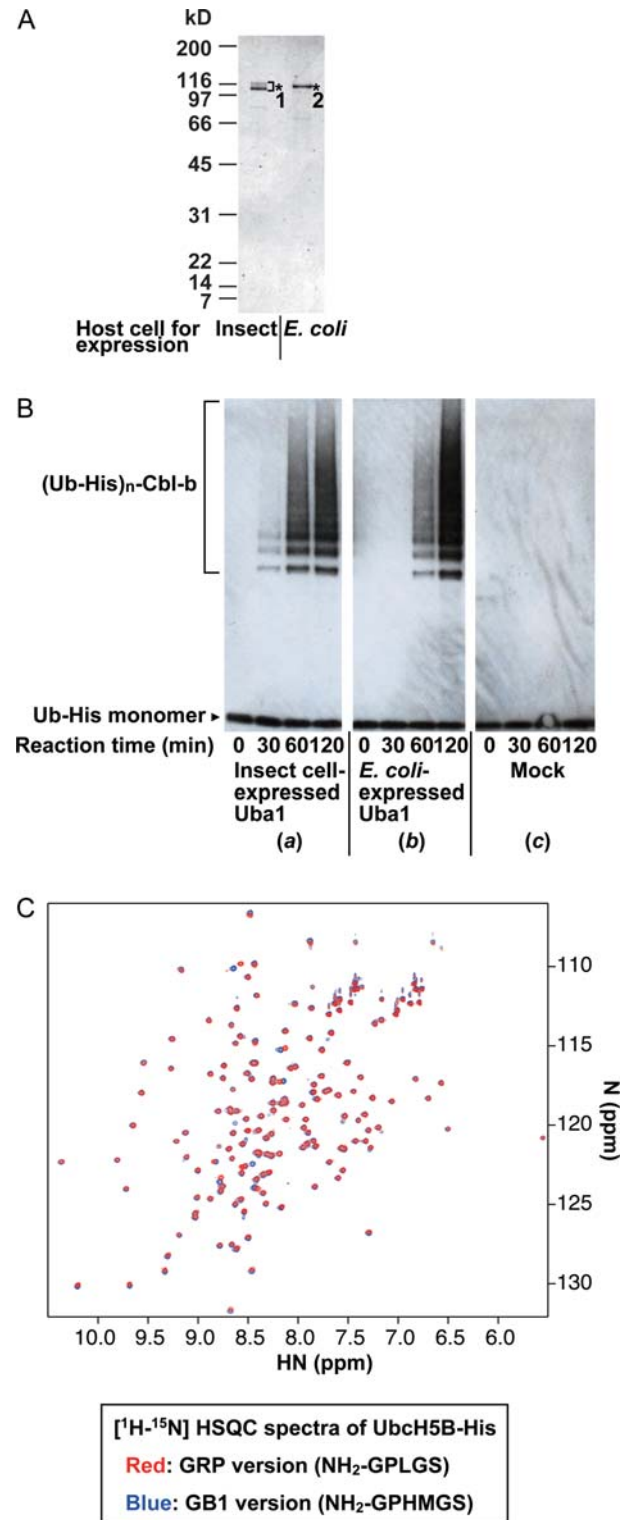 A
kD
200
116
97
66
45
31
22
14
7
* *
1 2
Host cell for expression Insect E. coli
B
(Ub-His)n-Cbl-b
Ub-His monomer
Reaction time (min) 0 30 60 120 0 30 60 120 0 30 60 120
Insect cell-expressed Uba1
(a)
E. coli-expressed Uba1
(b)
Mock
(c)
C
110
115
120
125
130
N (ppm)
10.0 9.5 9.0 8.5 8.0 7.5 7.0 6.5 6.0
HN (ppm)
[¹H-¹⁵N] HSQC spectra of UbcH5B-His
Red: GRP version (NH₂-GPLGS)
Blue: GB1 version (NH₂-GPHMGS)